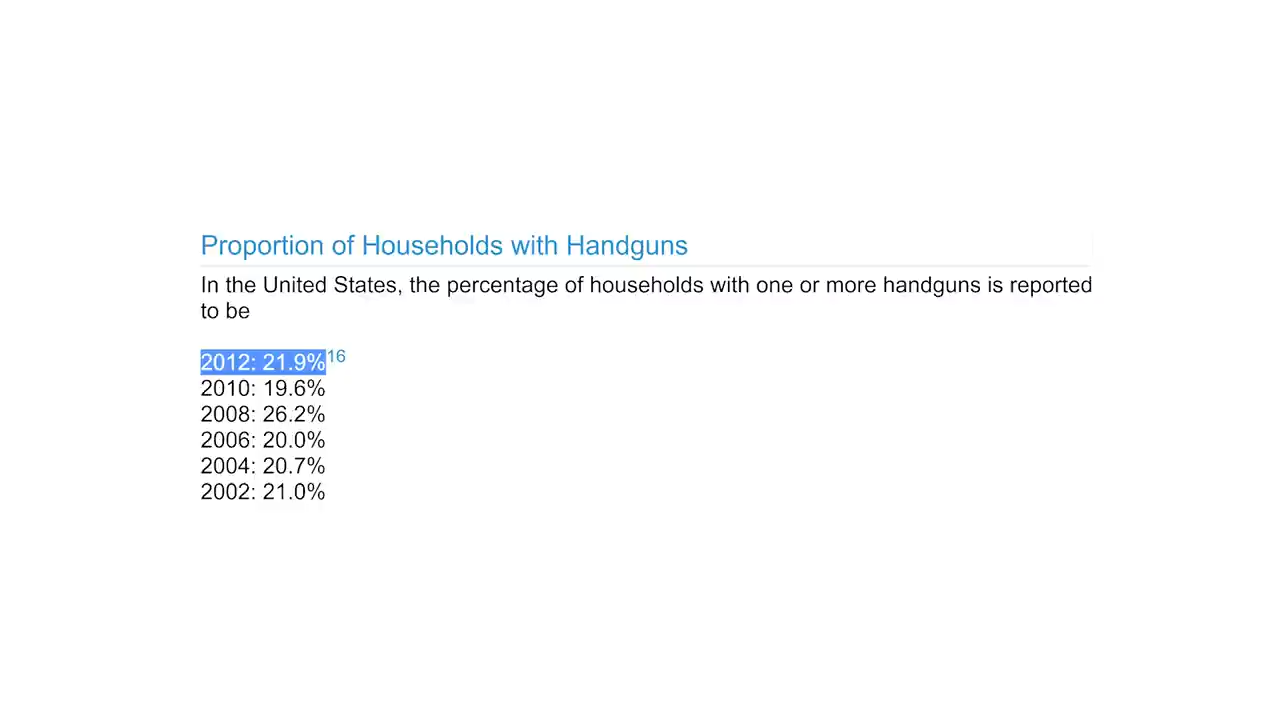 Proportion of Households with Handguns
In the United States, the percentage of households with one or more handguns is reported
to be
2012: 21.9%16
2010: 19.6%
2008: 26.2%
2006: 20.0%
2004: 20.7%
2002: 21.0%